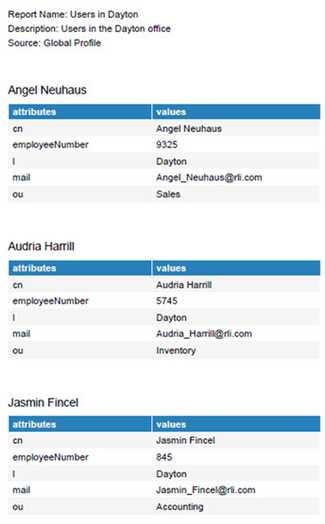 Report Name: Users in Dayton
Description: Users in the Dayton office
Source: Global Profile
Angel Neuhaus
attributes values
cn Angel Neuhaus
employeeNumber 9325
l Dayton
mail Angel_Neuhaus@rli.com
ou Sales
Audria Harrill
attributes values
cn Audria Harrill
employeeNumber 5745
l Dayton
mail Audria_Harrill@rli.com
ou Inventory
Jasmin Fincel
attributes values
cn Jasmin Fincel
employeeNumber 845
l Dayton
mail Jasmin_Fincel@rli.com
ou Accounting